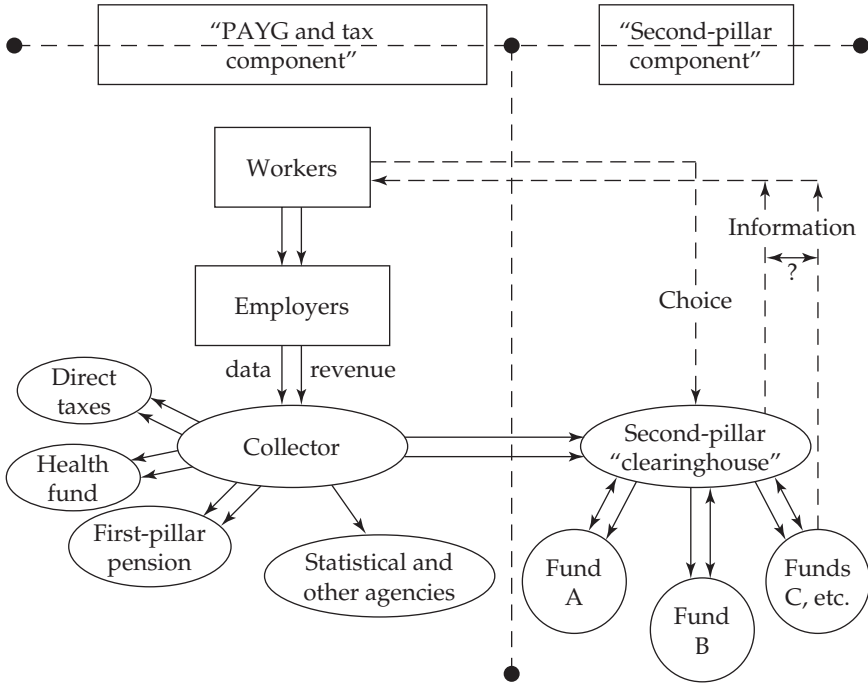 “PAYG and tax
component”
“Second-pillar
component”
Workers
Information
?
Employers
Choice
data
revenue
Direct
taxes
Collector
Second-pillar
“clearinghouse”
Health
fund
First-pillar
pension
Statistical and
other agencies
Fund
A
Fund
B
Funds
C, etc.